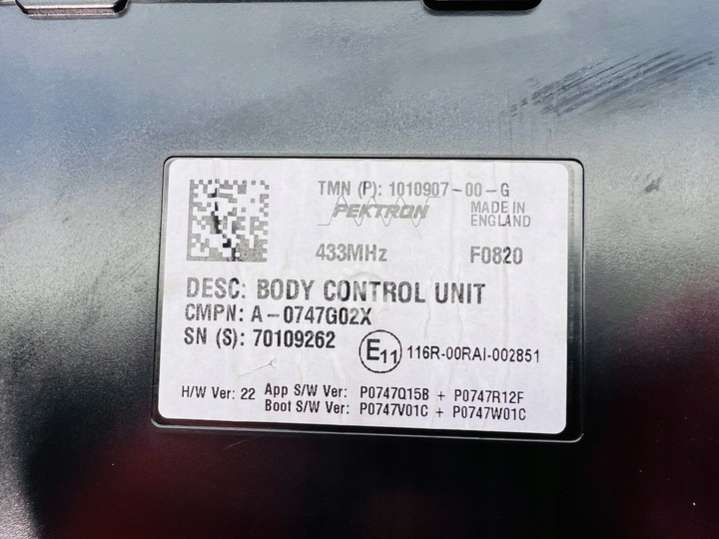 TMN (P): 1010907-00-G
PEKTRON
MADE IN
ENGLAND
433MHz
F0820
DESC: BODY CONTROL UNIT
CMPN: A-0747G02X
SN (S): 70109262
E11 116R-00RAI-002851
H/W Ver: 22 App S/W Ver: P0747Q15B + P0747R12F
Boot S/W Ver: P0747V01C + P0747W01C